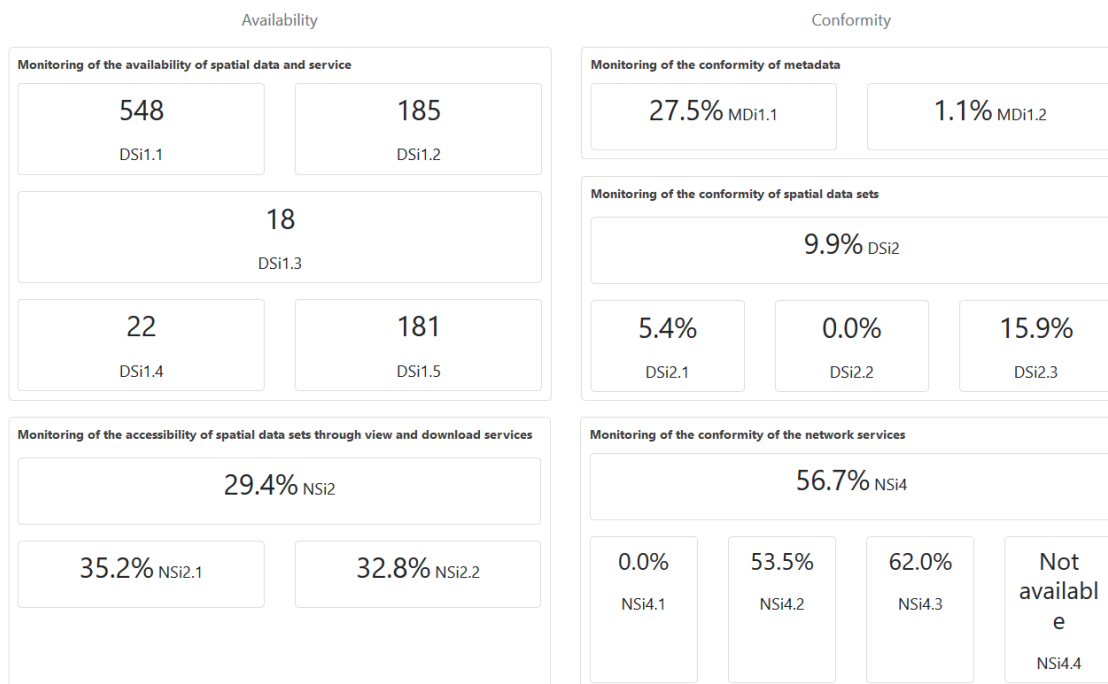 Availability
Monitoring of the availability of spatial data and service
548
DSi1.1
185
DSi1.2
18
DSi1.3
22
DSi1.4
181
DSi1.5
Monitoring of the accessibility of spatial data sets through view and download services
29.4% NSi2
35.2% NSi2.1
32.8% NSi2.2
Conformity
Monitoring of the conformity of metadata
27.5% MDi1.1
1.1% MDi1.2
Monitoring of the conformity of spatial data sets
9.9% DSi2
5.4%
DSi2.1
0.0%
DSi2.2
15.9%
DSi2.3
Monitoring of the conformity of the network services
56.7% NSi4
0.0%
NSi4.1
53.5%
NSi4.2
62.0%
NSi4.3
Not
availabl
e
NSi4.4